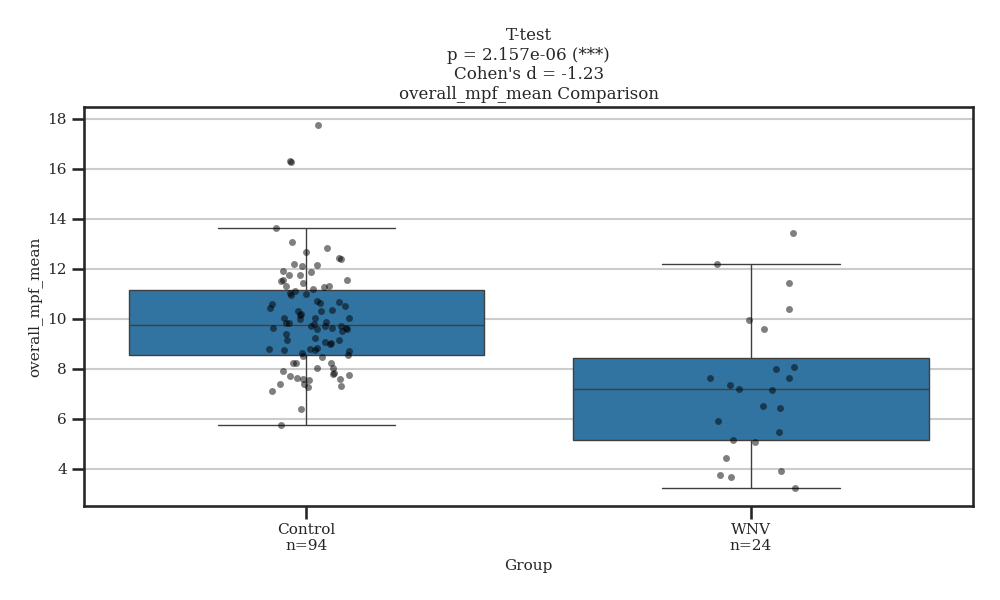 T-test
p = 2.157e-06 (***)
Cohen's d = -1.23
overall_mpf_mean Comparison
18
16
14
12
10
8
6
4
overall_mpf_mean
Control
n=94
WNV
n=24
Group